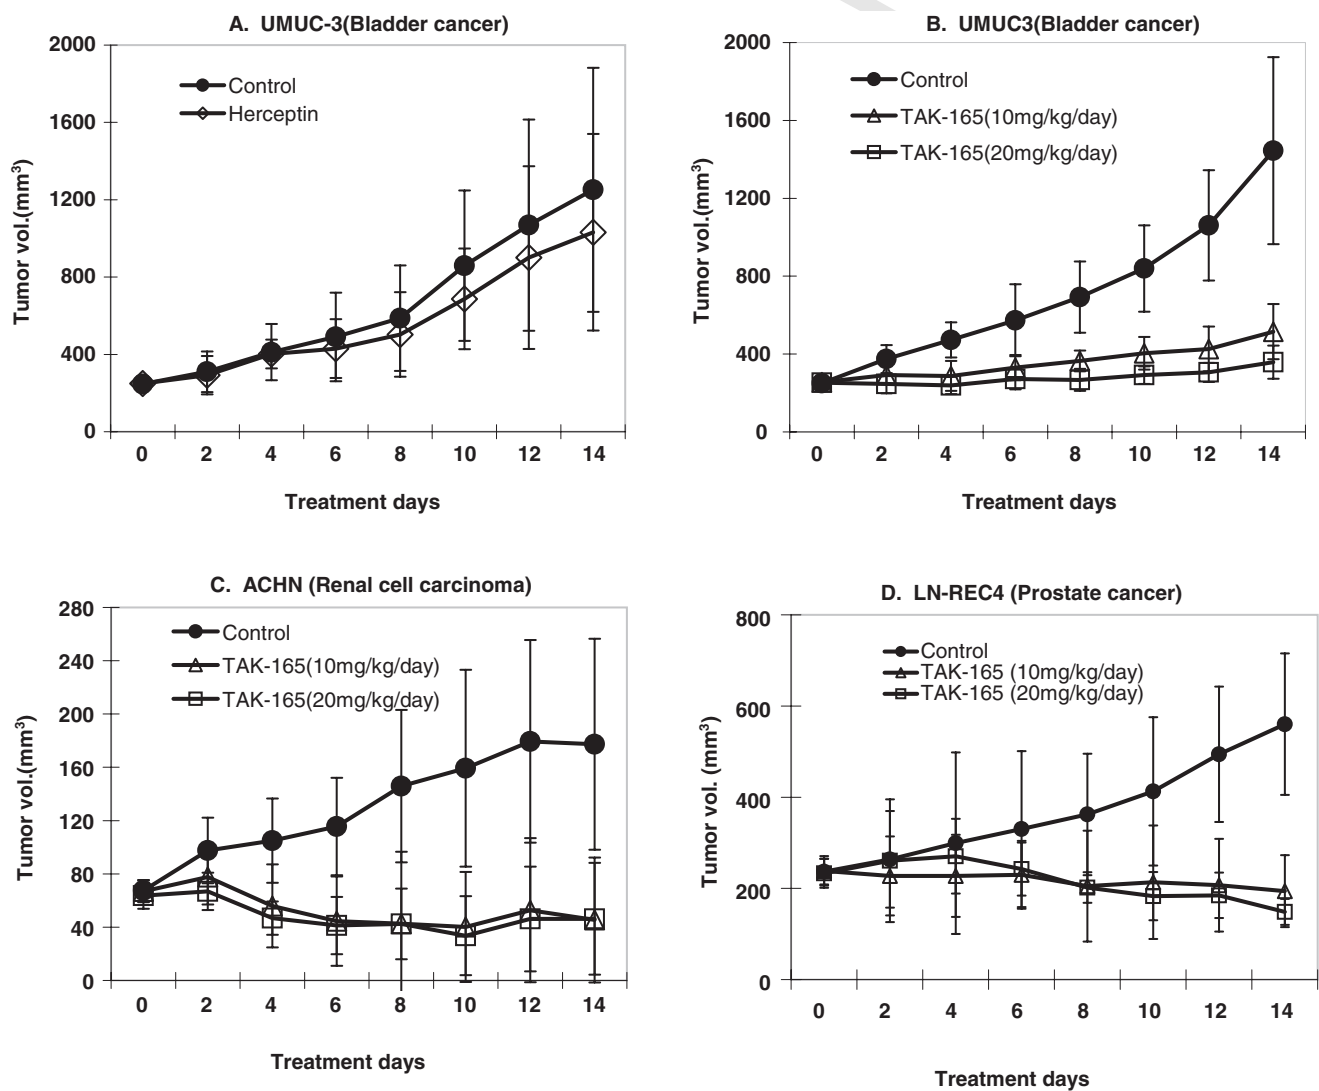 A. UMUC-3(Bladder cancer)
2000
1600
1200
800
400
0
Tumor vol.(mm³)
Control
Herceptin
0 2 4 6 8 10 12 14
Treatment days
B. UMUC3(Bladder cancer)
2000
1600
1200
800
400
0
Tumor vol.(mm³)
Control
TAK-165(10mg/kg/day)
TAK-165(20mg/kg/day)
0 2 4 6 8 10 12 14
Treatment days
C. ACHN (Renal cell carcinoma)
280
240
200
160
120
80
40
0
Tumor vol.(mm³)
Control
TAK-165(10mg/kg/day)
TAK-165(20mg/kg/day)
0 2 4 6 8 10 12 14
Treatment days
D. LN-REC4 (Prostate cancer)
800
600
400
200
0
Tumor vol. (mm³)
Control
TAK-165 (10mg/kg/day)
TAK-165 (20mg/kg/day)
0 2 4 6 8 10 12 14
Treatment days